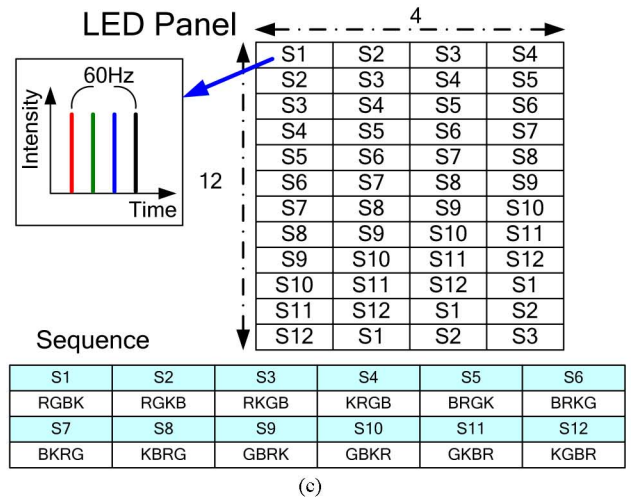 LED Panel
4
60Hz
Intensity
Time
12
S1 S2 S3 S4
S2 S3 S4 S5
S3 S4 S5 S6
S4 S5 S6 S7
S5 S6 S7 S8
S6 S7 S8 S9
S7 S8 S9 S10
S8 S9 S10 S11
S9 S10 S11 S12
S10 S11 S12 S1
S11 S12 S1 S2
S12 S1 S2 S3
Sequence
S1 S2 S3 S4 S5 S6
RGBK RGKB RKGB KRGB BRGK BRKG
S7 S8 S9 S10 S11 S12
BKRG KBRG GBRK GBKR GKBR KGBR
(c)